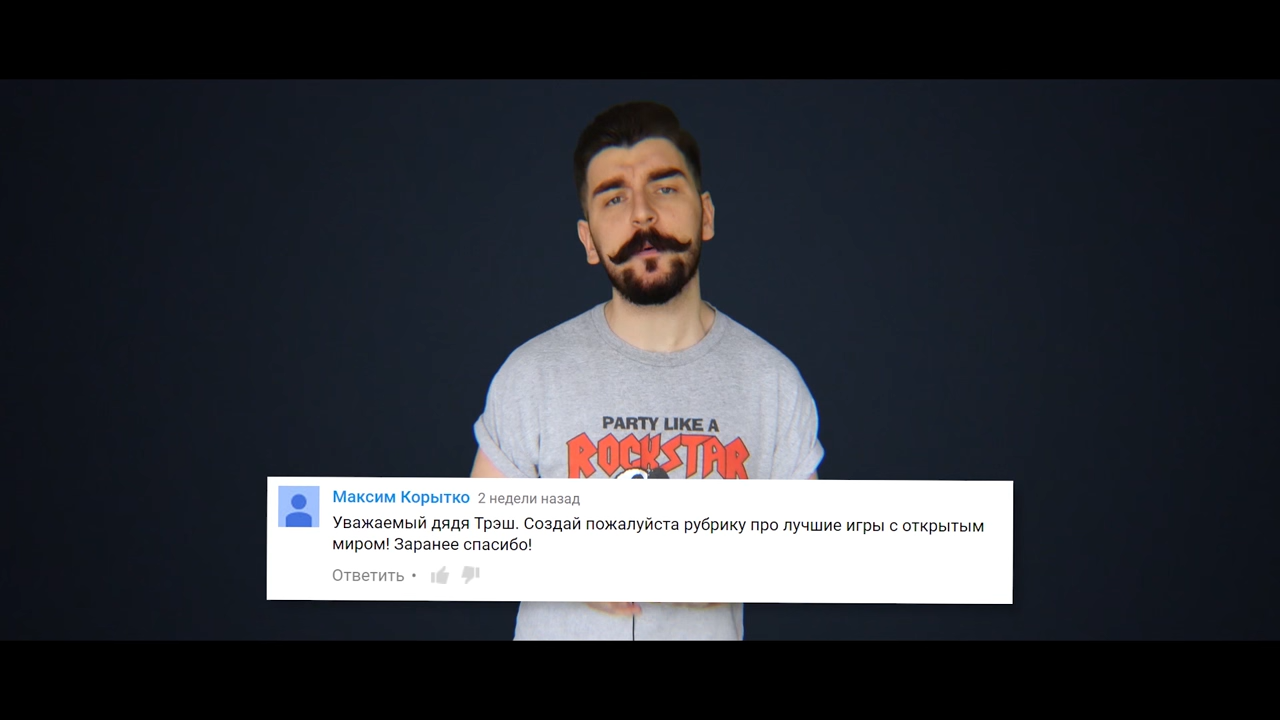 PARTY LIKE A
ROCKSTAR
Максим Корытко 2 недели назад
Уважаемый дядя Трэш. Создай пожалуйста рубрику про лучшие игры с открытым
миром! Заранее спасибо!
Ответить •